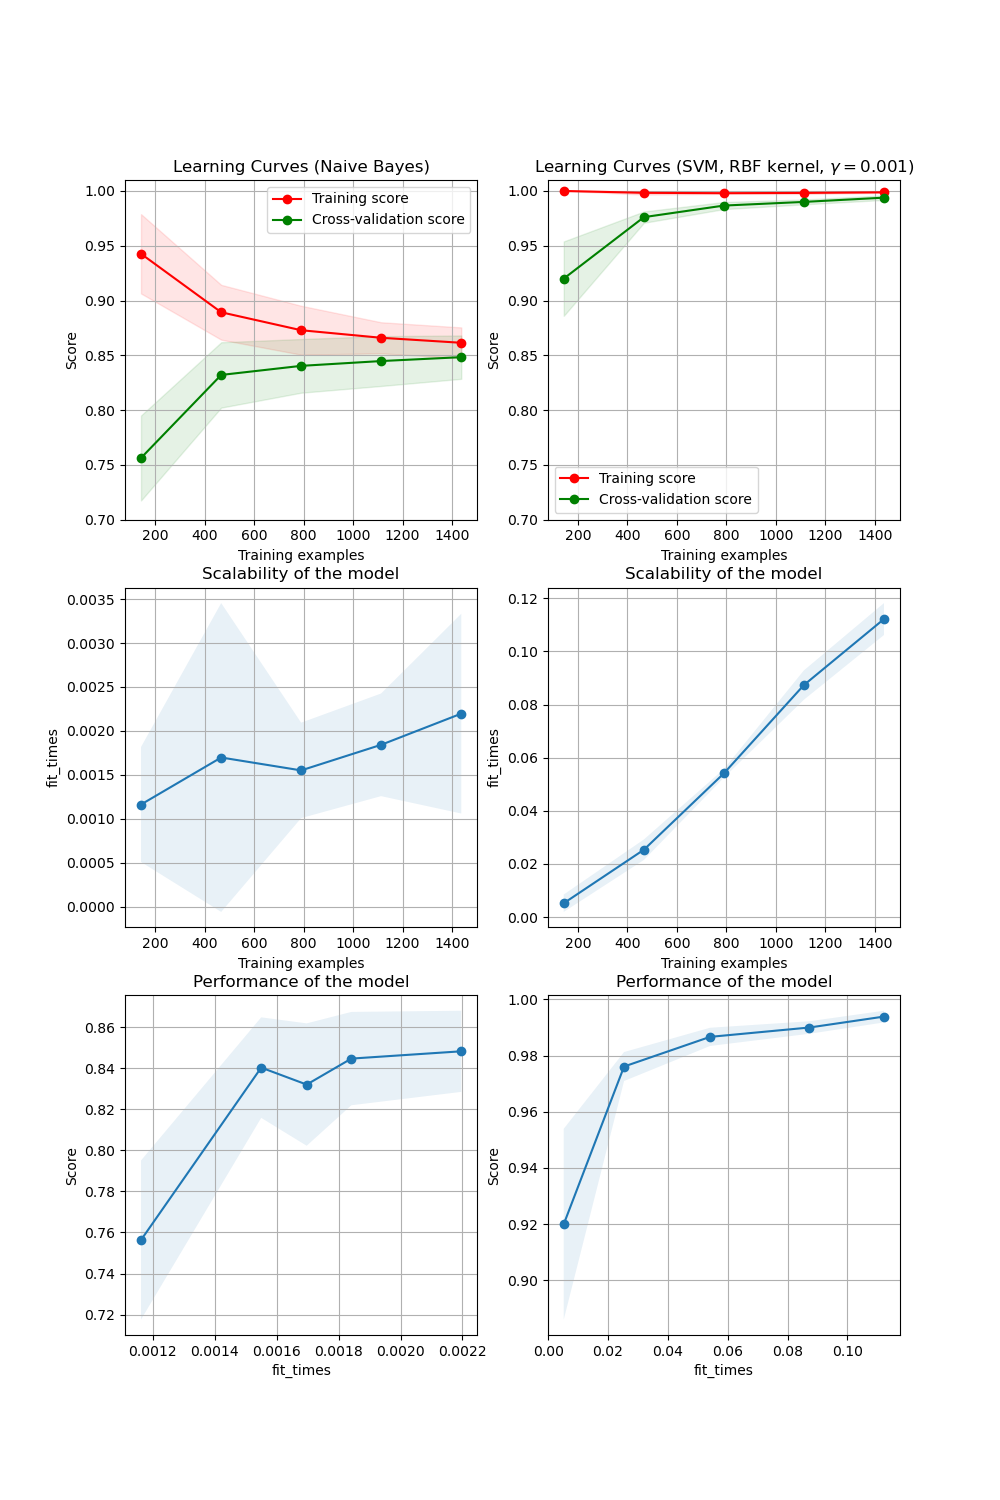 Learning Curves (Naive Bayes)
1.00
0.95
0.90
0.85
0.80
0.75
0.70
Score
Training score
Cross-validation score
200 400 600 800 1000 1200 1400
Training examples
Learning Curves (SVM, RBF kernel, γ = 0.001)
1.00
0.95
0.90
0.85
0.80
0.75
0.70
Score
Training score
Cross-validation score
200 400 600 800 1000 1200 1400
Training examples
Scalability of the model
0.0035
0.0030
0.0025
0.0020
0.0015
0.0010
0.0005
0.0000
fit_times
200 400 600 800 1000 1200 1400
Training examples
Scalability of the model
0.12
0.10
0.08
0.06
0.04
0.02
0.00
fit_times
200 400 600 800 1000 1200 1400
Training examples
Performance of the model
0.86
0.84
0.82
0.80
0.78
0.76
0.74
0.72
Score
0.0012 0.0014 0.0016 0.0018 0.0020 0.0022
fit_times
Performance of the model
1.00
0.98
0.96
0.94
0.92
0.90
Score
0.00 0.02 0.04 0.06 0.08 0.10
fit_times